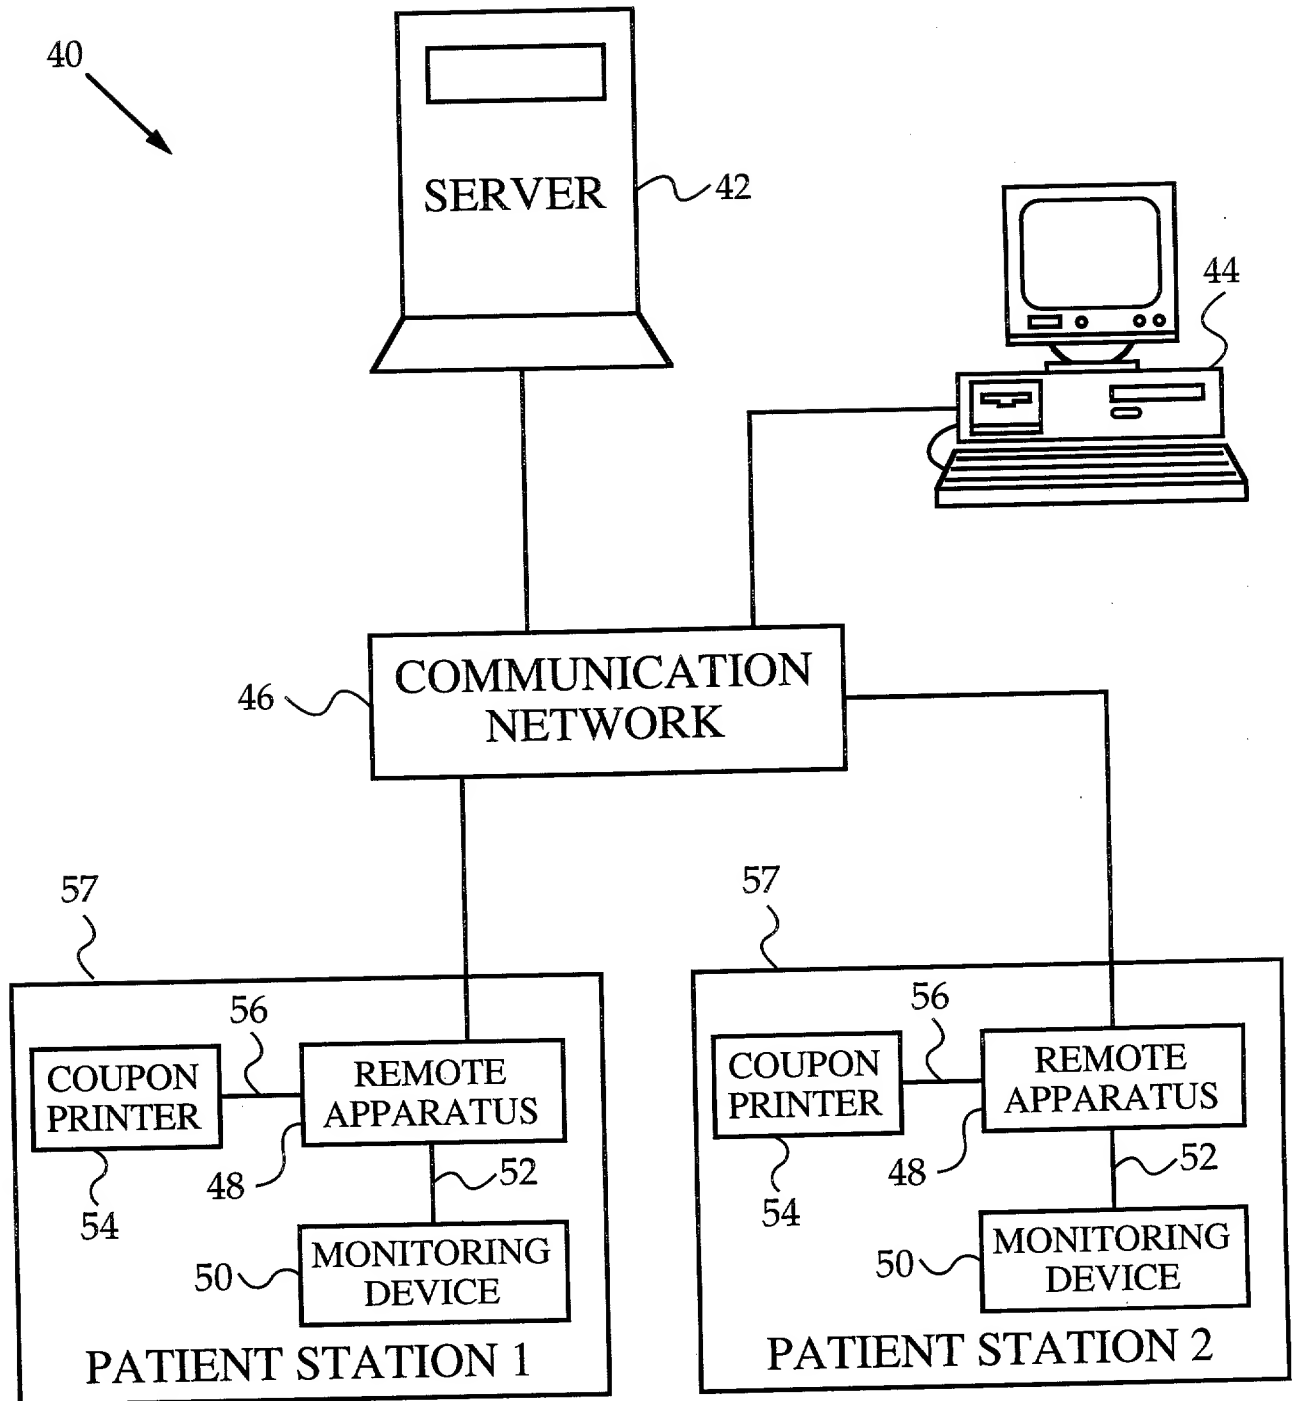 40
SERVER
42
44
COMMUNICATION
NETWORK
46
57
56
COUPON
PRINTER
REMOTE
APPARATUS
48
52
54
50
MONITORING
DEVICE
PATIENT STATION 1
57
56
COUPON
PRINTER
REMOTE
APPARATUS
48
52
54
50
MONITORING
DEVICE
PATIENT STATION 2